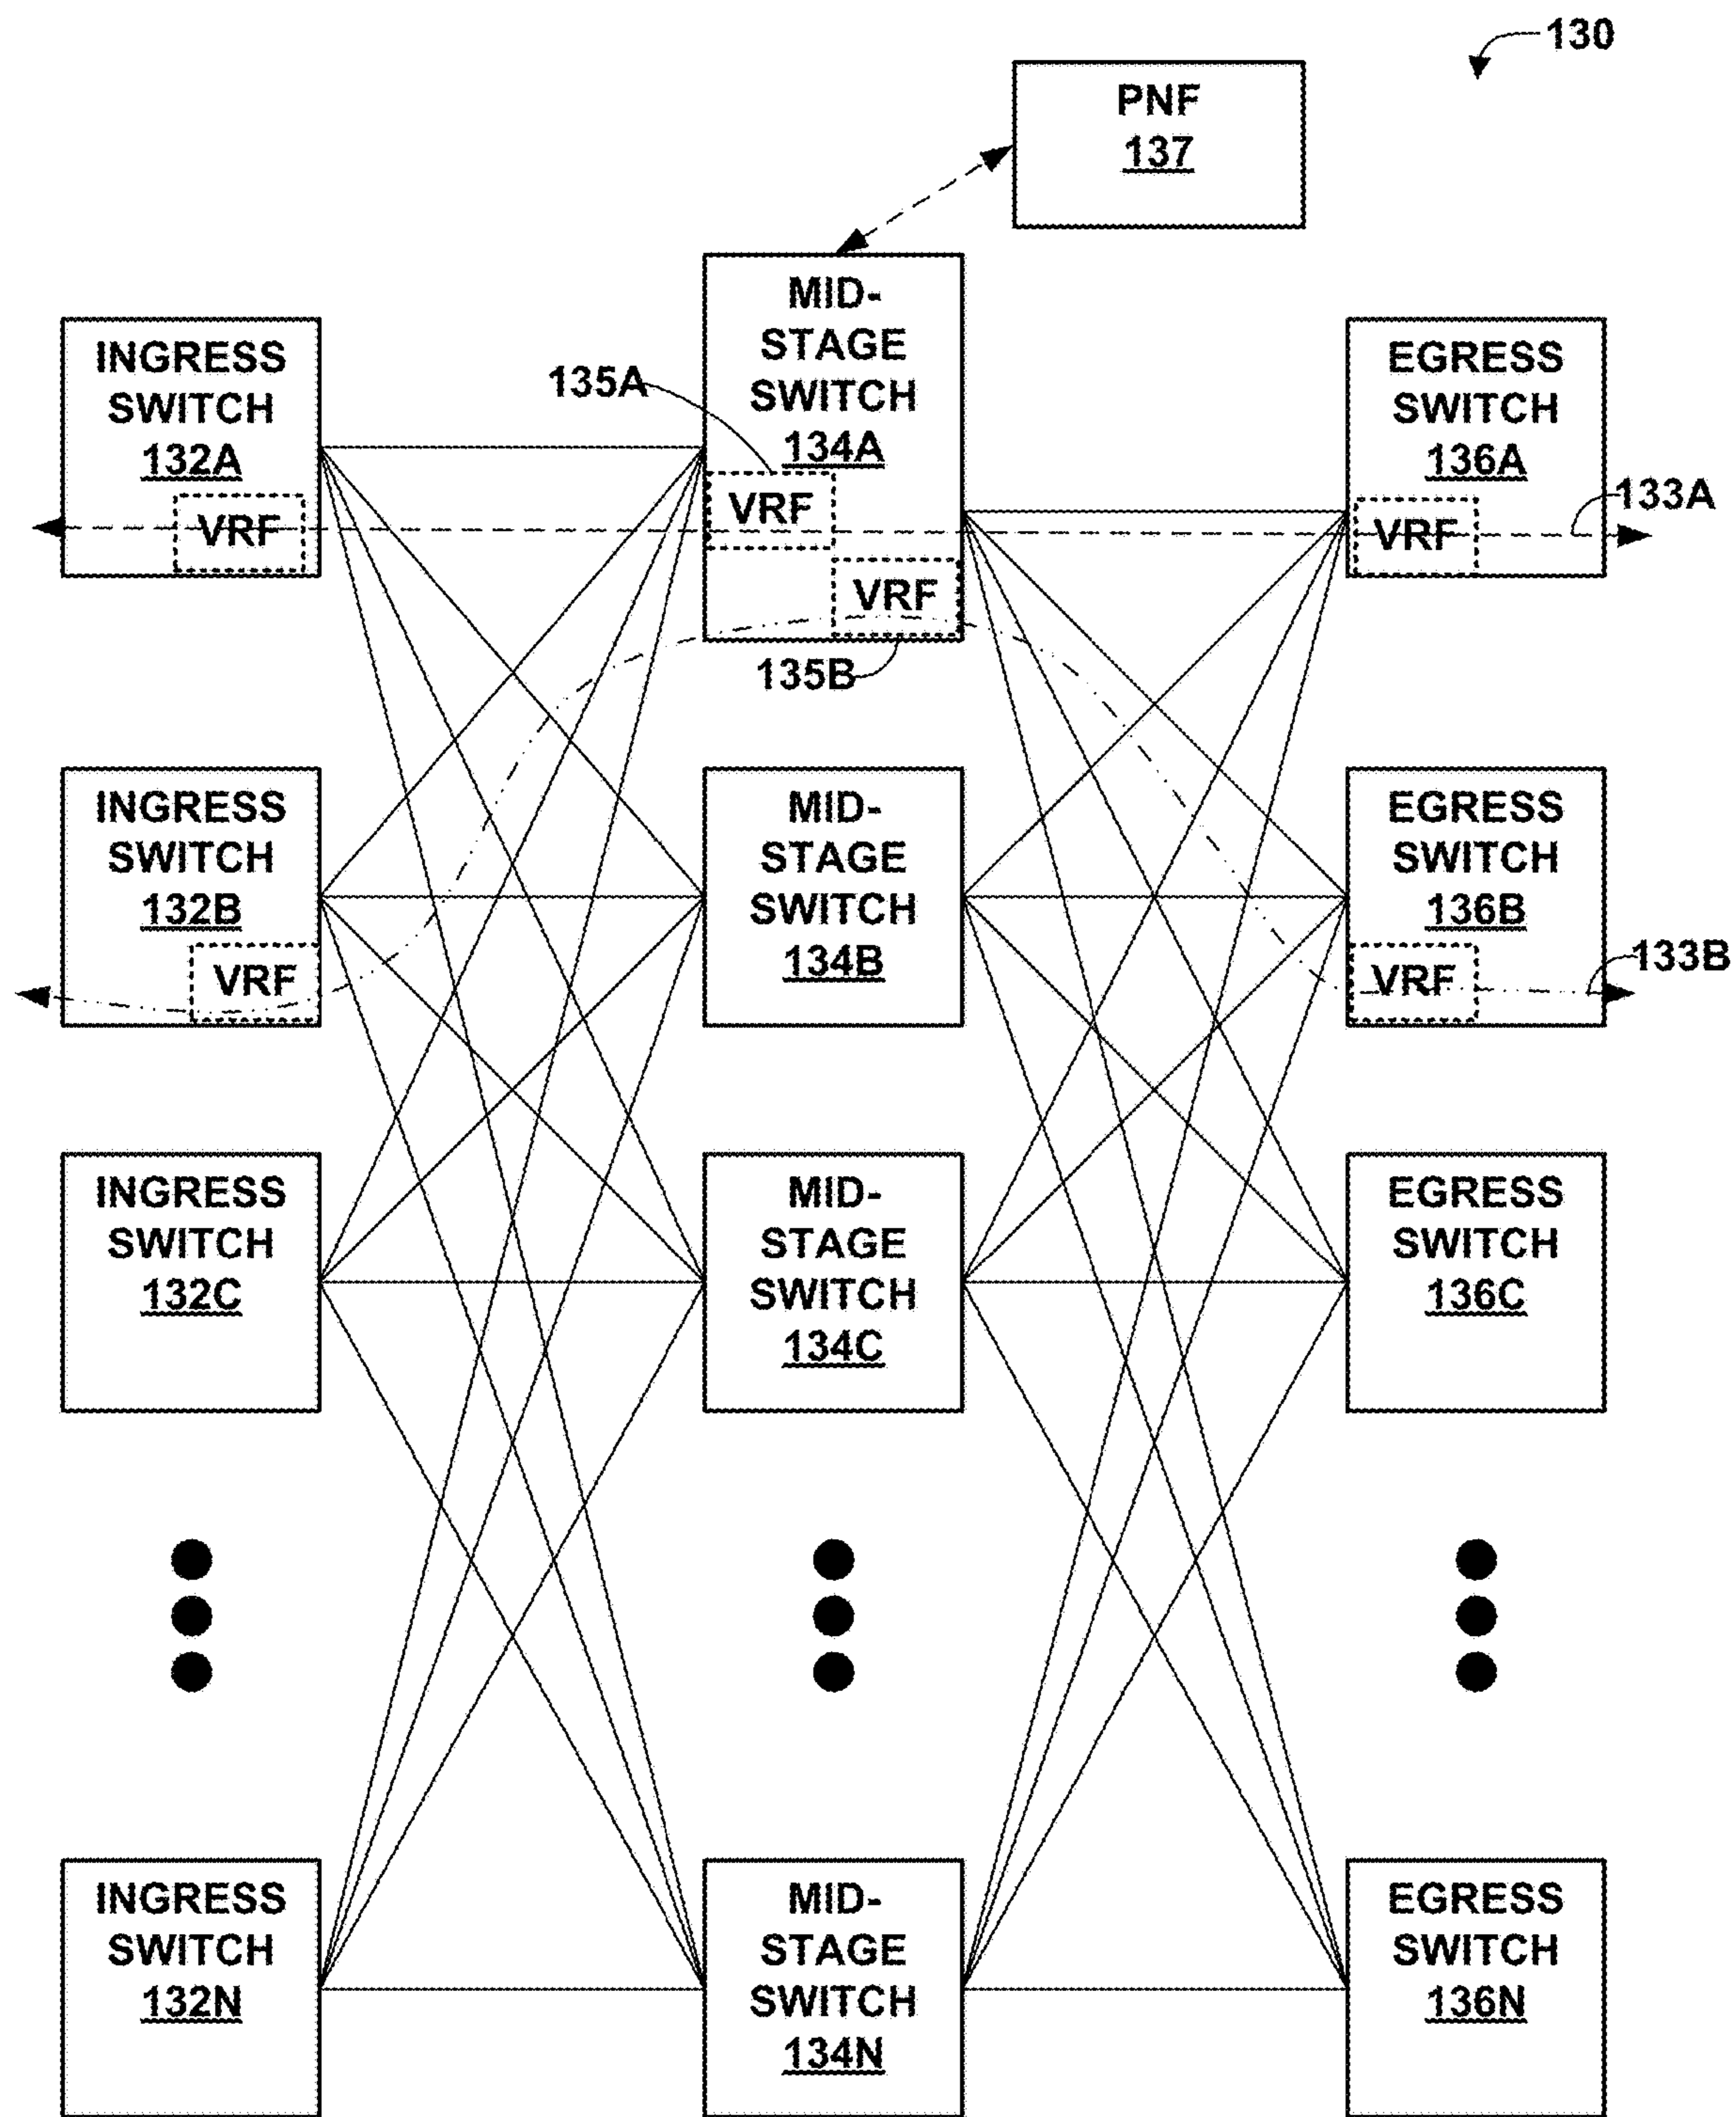 130
PNF
137
MID-
STAGE
SWITCH
134A
VRF
VRF
135A
135B
INGRESS
SWITCH
132A
VRF
EGRESS
SWITCH
136A
VRF
133A
INGRESS
SWITCH
132B
VRF
MID-
STAGE
SWITCH
134B
EGRESS
SWITCH
136B
VRF
133B
INGRESS
SWITCH
132C
MID-
STAGE
SWITCH
134C
EGRESS
SWITCH
136C
INGRESS
SWITCH
132N
MID-
STAGE
SWITCH
134N
EGRESS
SWITCH
136N